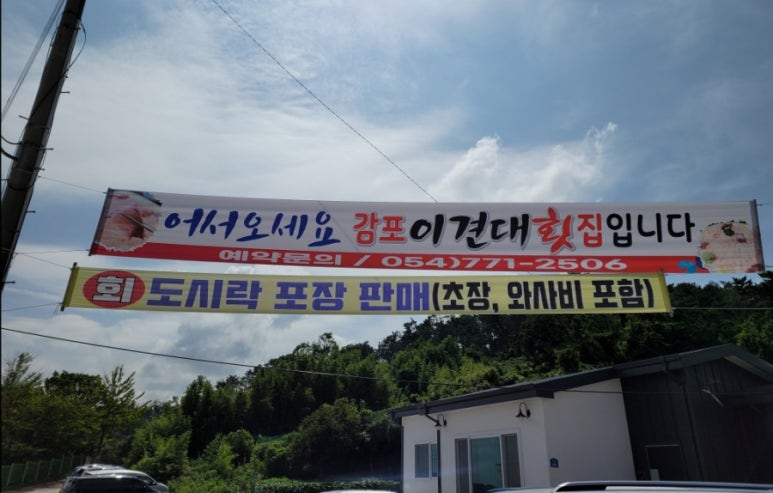 어서오세요 감포이견대횟집입니다
예약문의 / 054)771-2506
회 도시락 포장 판매(초장, 와사비 포함)